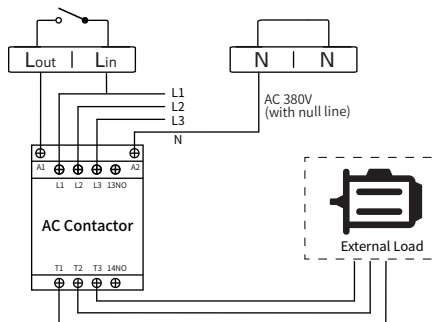 Lout | Lin
N | N
L1
L2
L3
N
AC 380V
(with null line)
A1
A2
L1 L2 L3 13NO
AC Contactor
External Load
T1 T2 T3 14NO